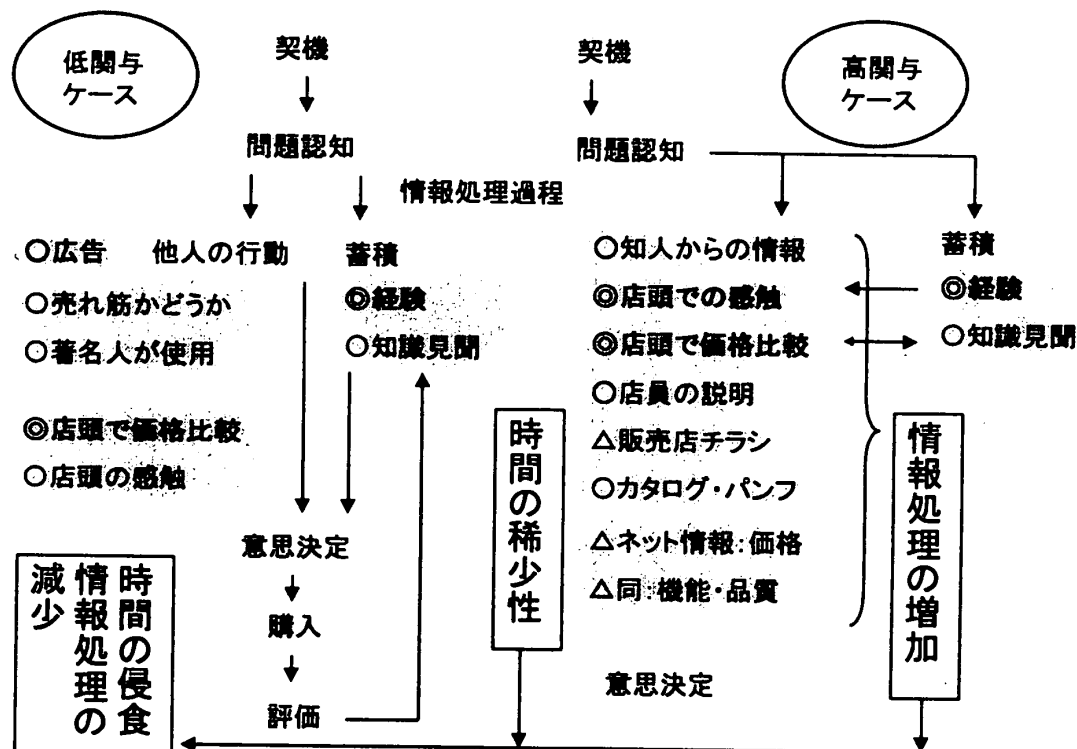 低関与
ケース
契機
問題認知
情報処理過程
○広告 他人の行動
○売れ筋かどうか
○著名人が使用
◎店頭で価格比較
○店頭の感触
蓄積
◎経験
○知識見聞
意思決定
購入
評価
時間の侵食
情報処理の
減少
時間の稀少性
契機
高関与
ケース
問題認知
○知人からの情報
◎店頭での感触
◎店頭で価格比較
○店員の説明
△販売店チラシ
○カタログ・パンフ
△ネット情報:価格
△同:機能・品質
蓄積
◎経験
○知識見聞
情報処理の増加
意思決定